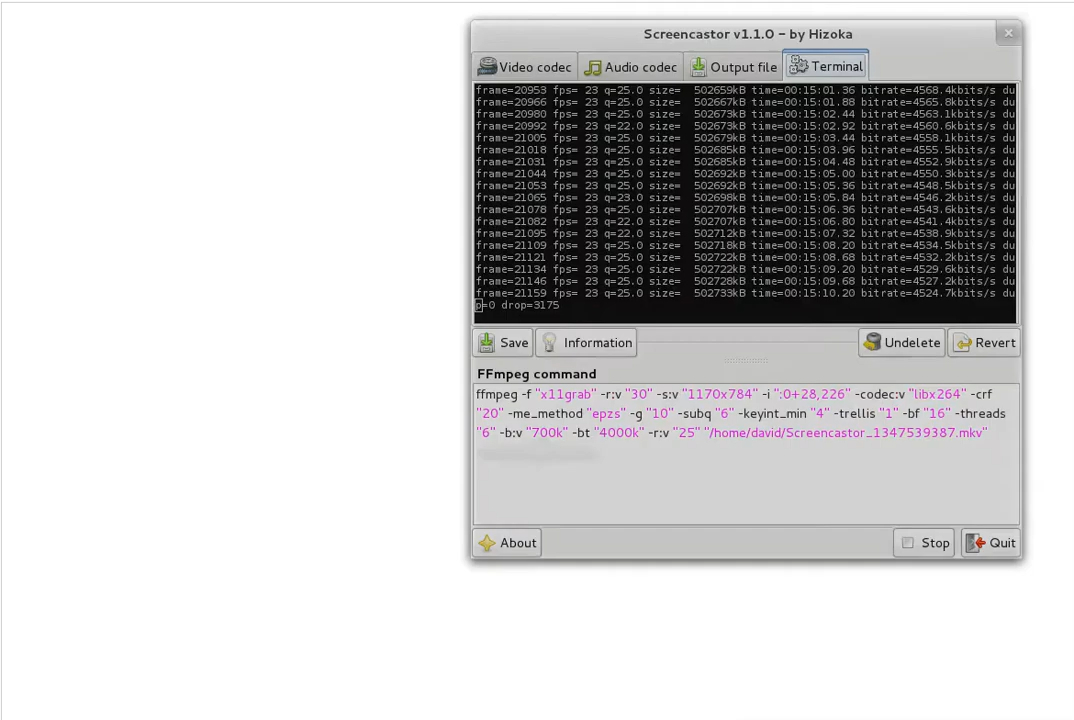 Screencastor v1.1.0 – by Hizoka
Video codec Audio codec Output file Terminal
frame=20953 fps= 23 q=25.0 size=  502659kB time=00:15:01.36 bitrate=4568.4kbits/s du
frame=20966 fps= 23 q=25.0 size=  502667kB time=00:15:01.88 bitrate=4565.8kbits/s du
frame=20980 fps= 23 q=25.0 size=  502673kB time=00:15:02.44 bitrate=4563.1kbits/s du
frame=20992 fps= 23 q=22.0 size=  502673kB time=00:15:02.92 bitrate=4560.6kbits/s du
frame=21005 fps= 23 q=25.0 size=  502679kB time=00:15:03.44 bitrate=4558.1kbits/s du
frame=21018 fps= 23 q=25.0 size=  502685kB time=00:15:03.96 bitrate=4555.5kbits/s du
frame=21031 fps= 23 q=25.0 size=  502685kB time=00:15:04.48 bitrate=4552.9kbits/s du
frame=21044 fps= 23 q=25.0 size=  502692kB time=00:15:05.00 bitrate=4550.3kbits/s du
frame=21053 fps= 23 q=25.0 size=  502692kB time=00:15:05.36 bitrate=4548.5kbits/s du
frame=21065 fps= 23 q=23.0 size=  502698kB time=00:15:05.84 bitrate=4546.2kbits/s du
frame=21078 fps= 23 q=25.0 size=  502707kB time=00:15:06.36 bitrate=4543.6kbits/s du
frame=21082 fps= 23 q=22.0 size=  502707kB time=00:15:06.80 bitrate=4541.4kbits/s du
frame=21095 fps= 23 q=22.0 size=  502712kB time=00:15:07.32 bitrate=4538.9kbits/s du
frame=21109 fps= 23 q=25.0 size=  502718kB time=00:15:08.20 bitrate=4534.5kbits/s du
frame=21121 fps= 23 q=25.0 size=  502722kB time=00:15:08.68 bitrate=4532.2kbits/s du
frame=21134 fps= 23 q=25.0 size=  502722kB time=00:15:09.20 bitrate=4529.6kbits/s du
frame=21146 fps= 23 q=25.0 size=  502728kB time=00:15:09.68 bitrate=4527.2kbits/s du
frame=21159 fps= 23 q=25.0 size=  502733kB time=00:15:10.20 bitrate=4524.7kbits/s du
p=0 drop=3175
Save Information Undelete Revert
FFmpeg command
ffmpeg -f "x11grab" -r:v "30" -s:v "1170x784" -i ":0+28,226" -codec:v "libx264" -crf
"20" -me_method "epzs" -g "10" -subq "6" -keyint_min "4" -trellis "1" -bf "16" -threads
"6" -b:v "700k" -bt "4000k" -r:v "25" "/home/david/Screencastor_1347539387.mkv"
About Stop Quit